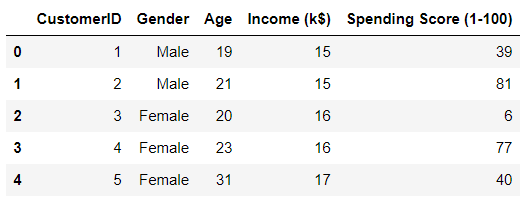 CustomerID Gender Age Income (k$) Spending Score (1-100)
0 1 Male 19 15 39
1 2 Male 21 15 81
2 3 Female 20 16 6
3 4 Female 23 16 77
4 5 Female 31 17 40